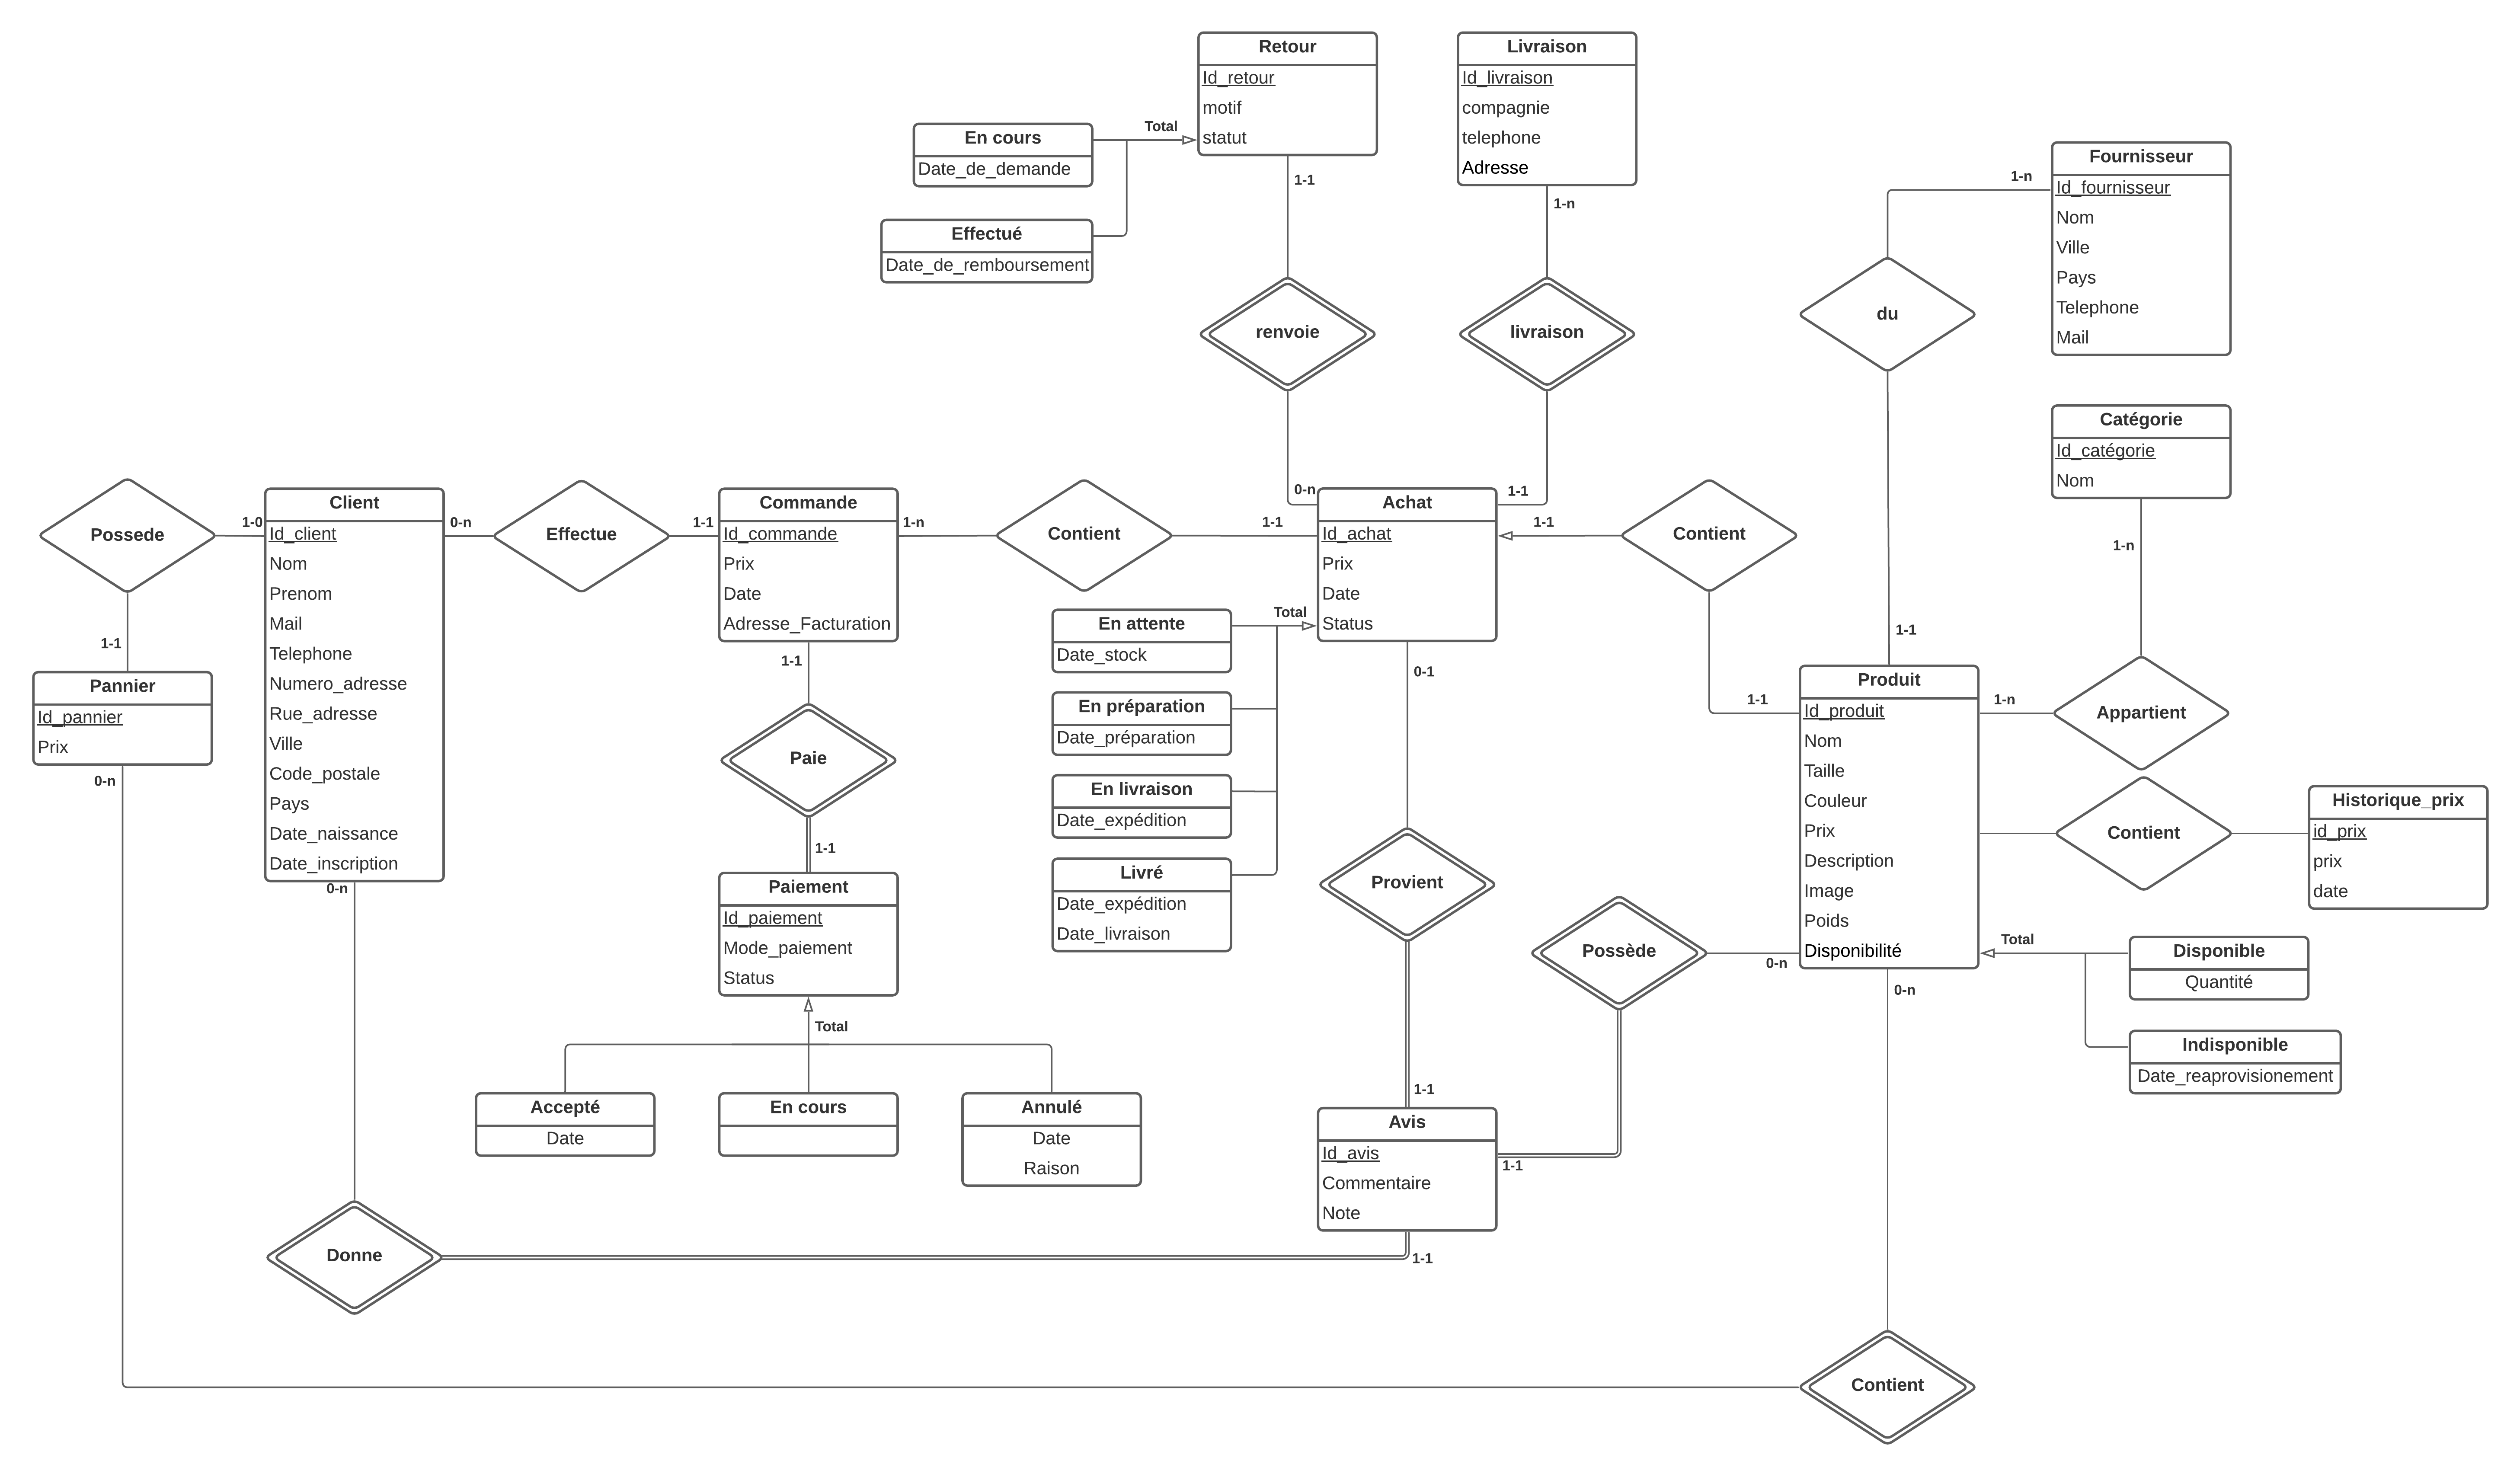 Retour
Id_retour
motif
statut
Livraison
Id_livraison
compagnie
telephone
Adresse
En cours
Date_de_demande
Total
Effectué
Date_de_remboursement
1-1
1-n
Fournisseur
Id_fournisseur
Nom
Ville
Pays
Telephone
Mail
1-n
renvoie
livraison
du
Catégorie
Id_catégorie
Nom
1-n
Possede
1-0
1-1
Client
Id_client
Nom
Prenom
Mail
Telephone
Numero_adresse
Rue_adresse
Ville
Code_postale
Pays
Date_naissance
Date_inscription
0-n
0-n
Effectue
1-1
Commande
Id_commande
Prix
Date
Adresse_Facturation
1-n
1-1
Contient
1-1
0-n
1-1
Achat
Id_achat
Prix
Date
Status
1-1
Contient
1-1
0-1
Pannier
Id_pannier
Prix
0-n
Paie
1-1
Paiement
Id_paiement
Mode_paiement
Status
Total
Accepté
Date
En cours
Annulé
Date
Raison
Total
En attente
Date_stock
En préparation
Date_préparation
En livraison
Date_expédition
Livré
Date_expédition
Date_livraison
Provient
1-1
Possède
0-n
1-1
Avis
Id_avis
Commentaire
Note
1-1
1-1
Produit
Id_produit
Nom
Taille
Couleur
Prix
Description
Image
Poids
Disponibilité
1-n
Appartient
Contient
Historique_prix
id_prix
prix
date
Total
Disponible
Quantité
Indisponible
Date_reaprovisionement
0-n
Donne
Contient